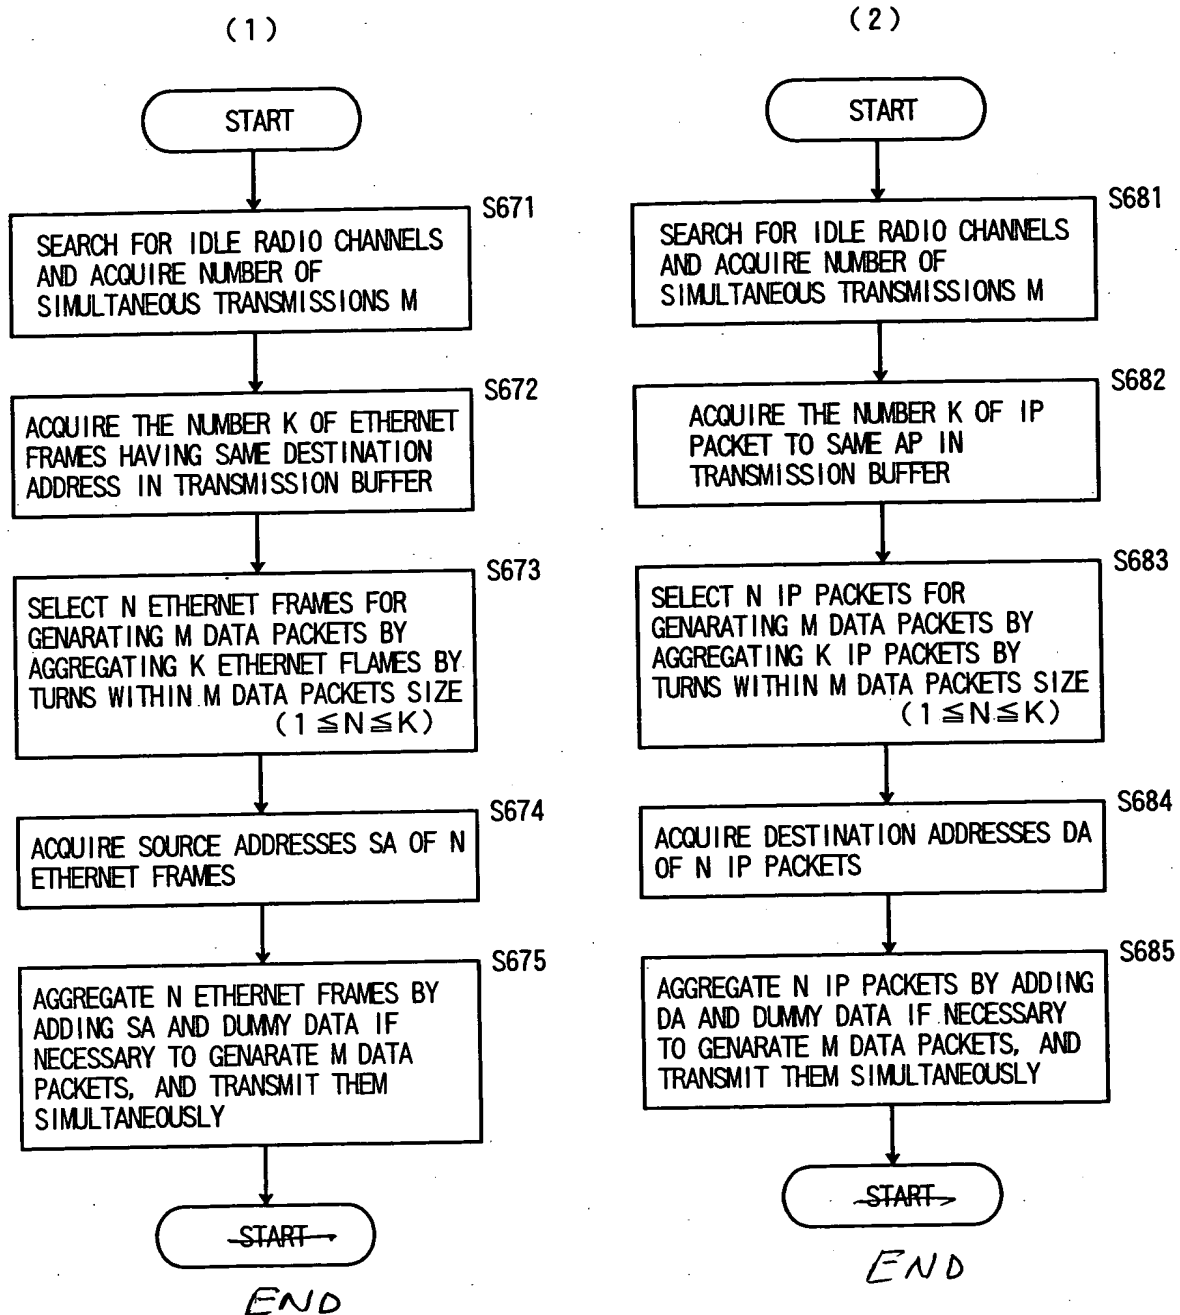 (1)
START
S671
SEARCH FOR IDLE RADIO CHANNELS
AND ACQUIRE NUMBER OF
SIMULTANEOUS TRANSMISSIONS M
S672
ACQUIRE THE NUMBER K OF ETHERNET
FRAMES HAVING SAME DESTINATION
ADDRESS IN TRANSMISSION BUFFER
S673
SELECT N ETHERNET FRAMES FOR
GENARATING M DATA PACKETS BY
AGGREGATING K ETHERNET FLAMES BY
TURNS WITHIN M DATA PACKETS SIZE
(1≦N≦K)
S674
ACQUIRE SOURCE ADDRESSES SA OF N
ETHERNET FRAMES
S675
AGGREGATE N ETHERNET FRAMES BY
ADDING SA AND DUMMY DATA IF
NECESSARY TO GENARATE M DATA
PACKETS, AND TRANSMIT THEM
SIMULTANEOUSLY
START
END
(2)
START
S681
SEARCH FOR IDLE RADIO CHANNELS
AND ACQUIRE NUMBER OF
SIMULTANEOUS TRANSMISSIONS M
S682
ACQUIRE THE NUMBER K OF IP
PACKET TO SAME AP IN
TRANSMISSION BUFFER
S683
SELECT N IP PACKETS FOR
GENARATING M DATA PACKETS BY
AGGREGATING K IP PACKETS BY
TURNS WITHIN M DATA PACKETS SIZE
(1≦N≦K)
S684
ACQUIRE DESTINATION ADDRESSES DA
OF N IP PACKETS
S685
AGGREGATE N IP PACKETS BY ADDING
DA AND DUMMY DATA IF NECESSARY
TO GENARATE M DATA PACKETS, AND
TRANSMIT THEM SIMULTANEOUSLY
START
END